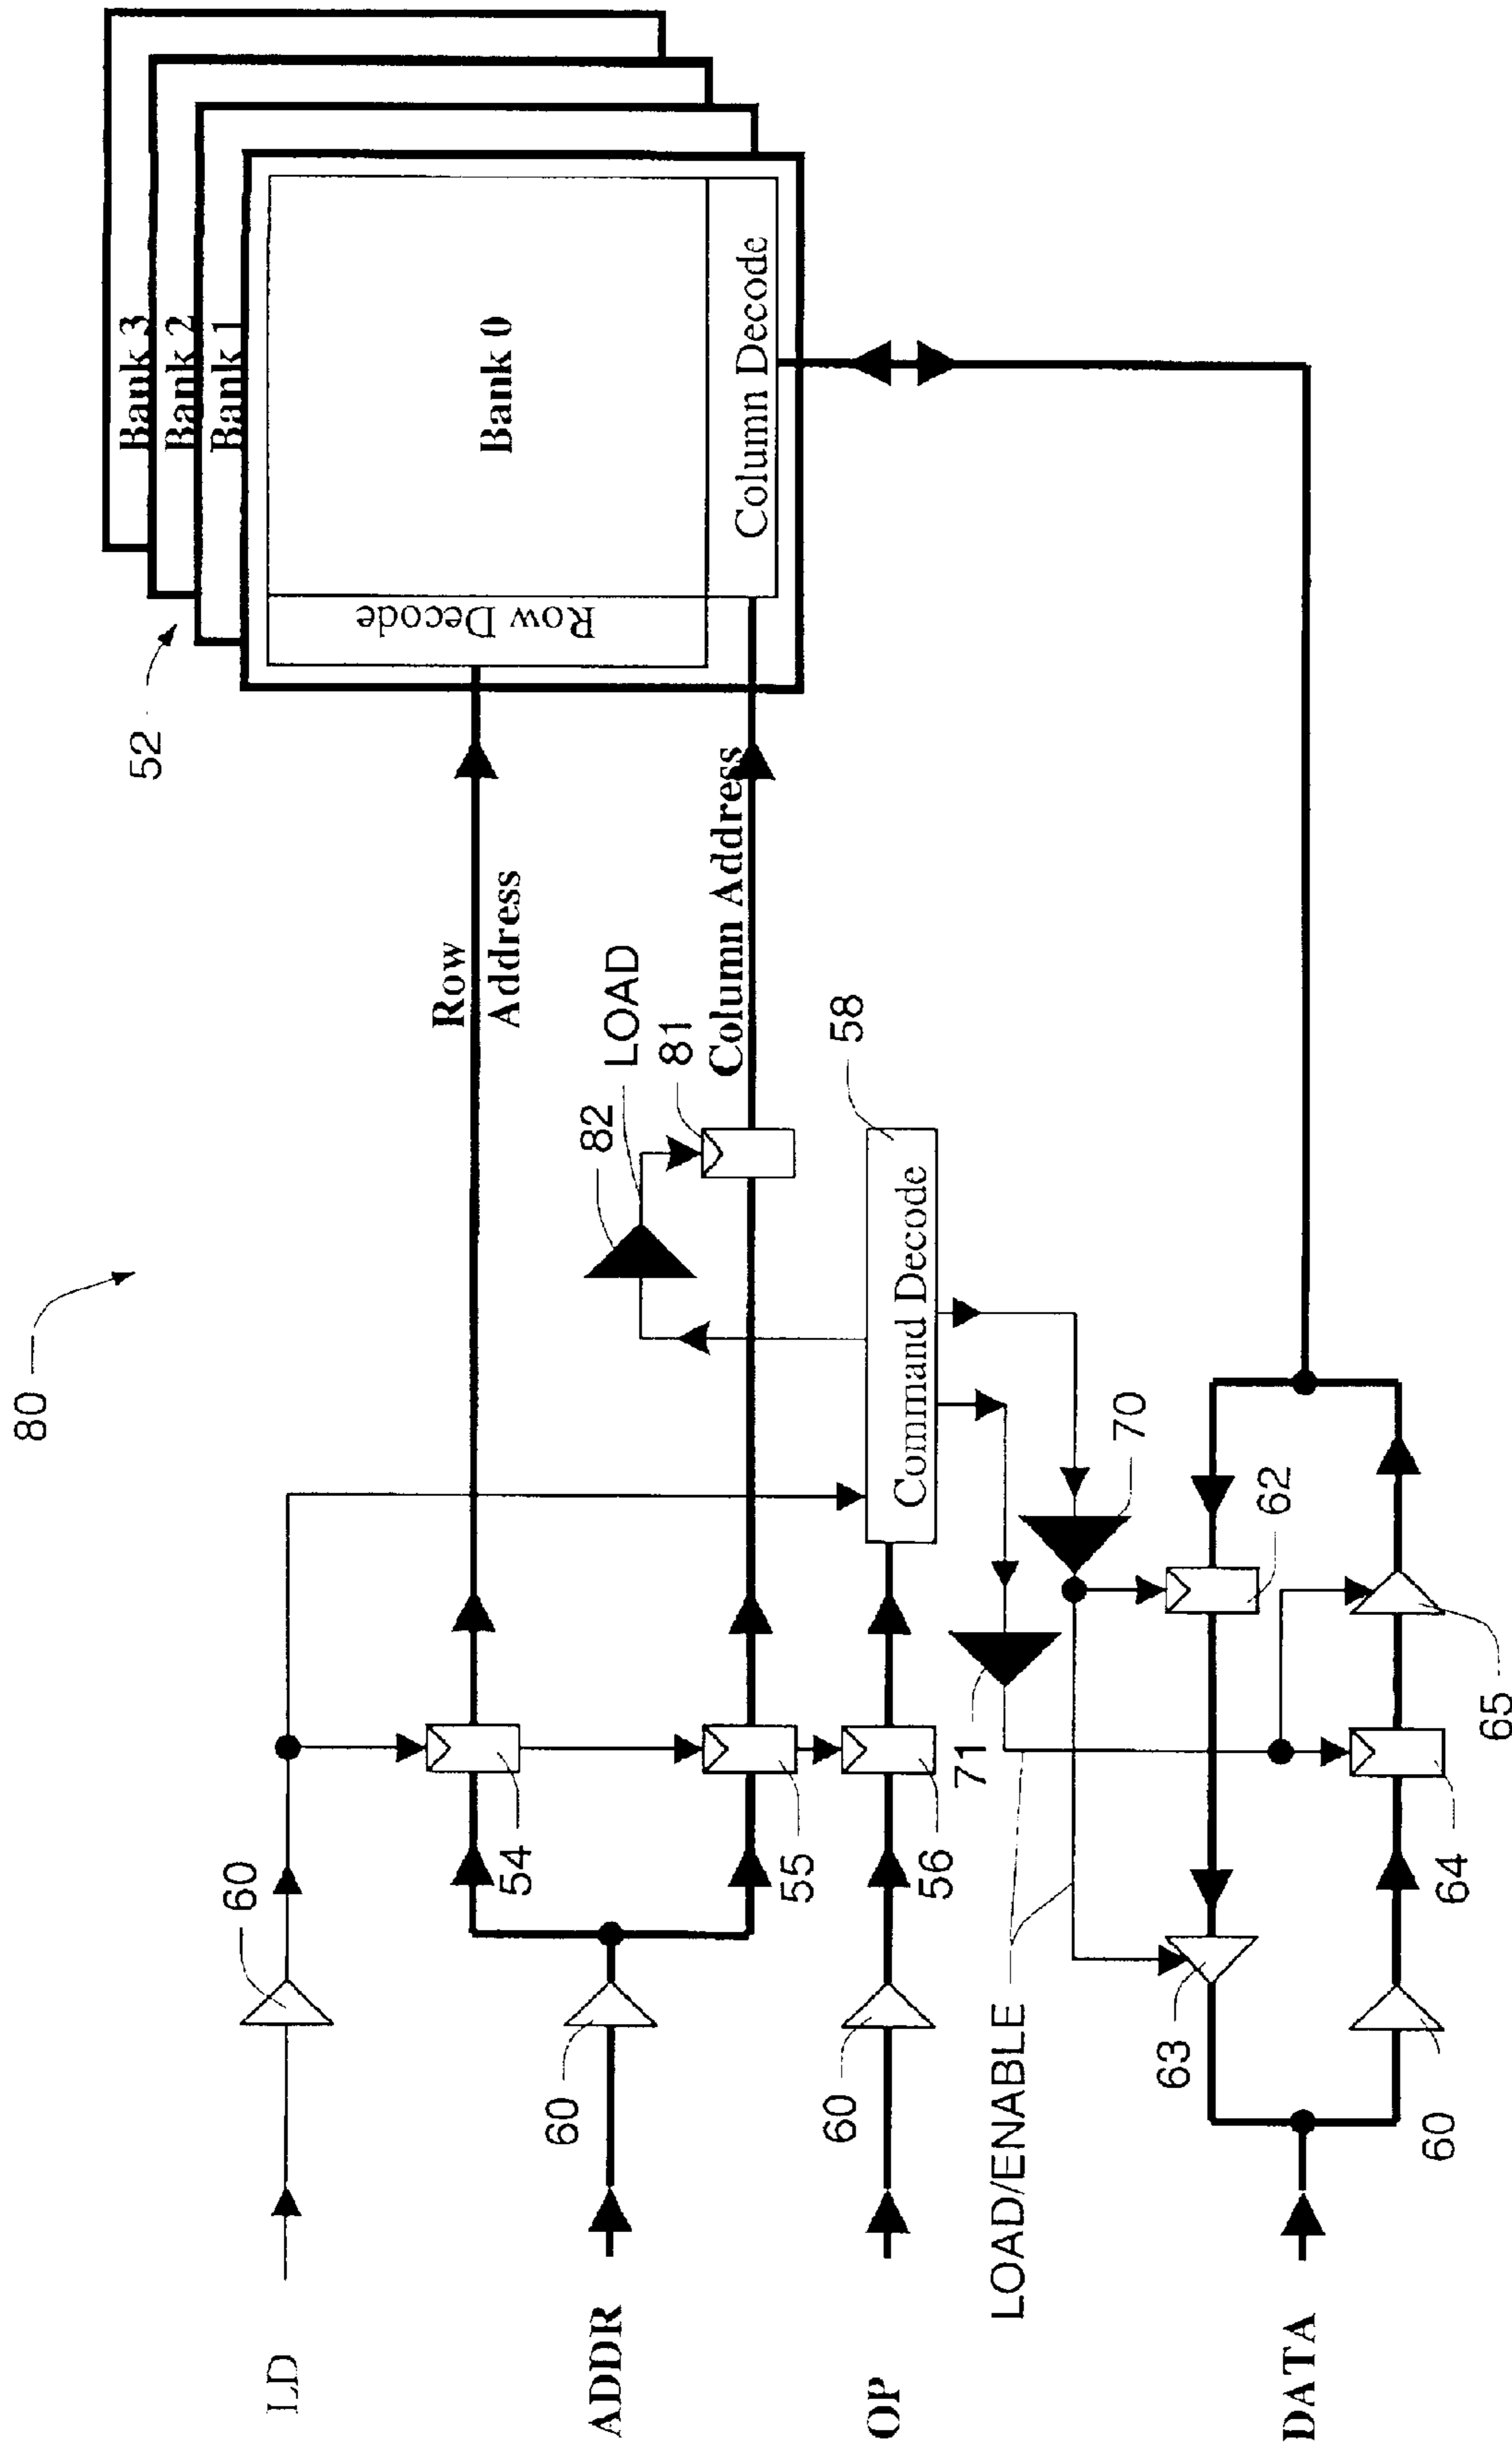 80
52
Bank 3
Bank 2
Bank 1
Bank 0
Row Decode
Column Decode
Row
Address
LOAD
82
81
Column Address
58
Command Decode
LD
60
54
ADDR
60
55
OP
60
56
71
70
LOAD/ENABLE
62
63
DATA
60
64
65